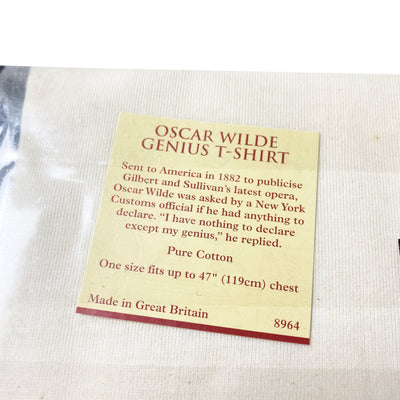 OSCAR WILDE
GENIUS T-SHIRT
Sent to America in 1882 to publicise
Gilbert and Sullivan's latest opera,
Oscar Wilde was asked by a New York
Customs official if he had anything to
declare. “I have nothing to declare
except my genius,” he replied.
Pure Cotton
One size fits up to 47" (119cm) chest
Made in Great Britain
8964